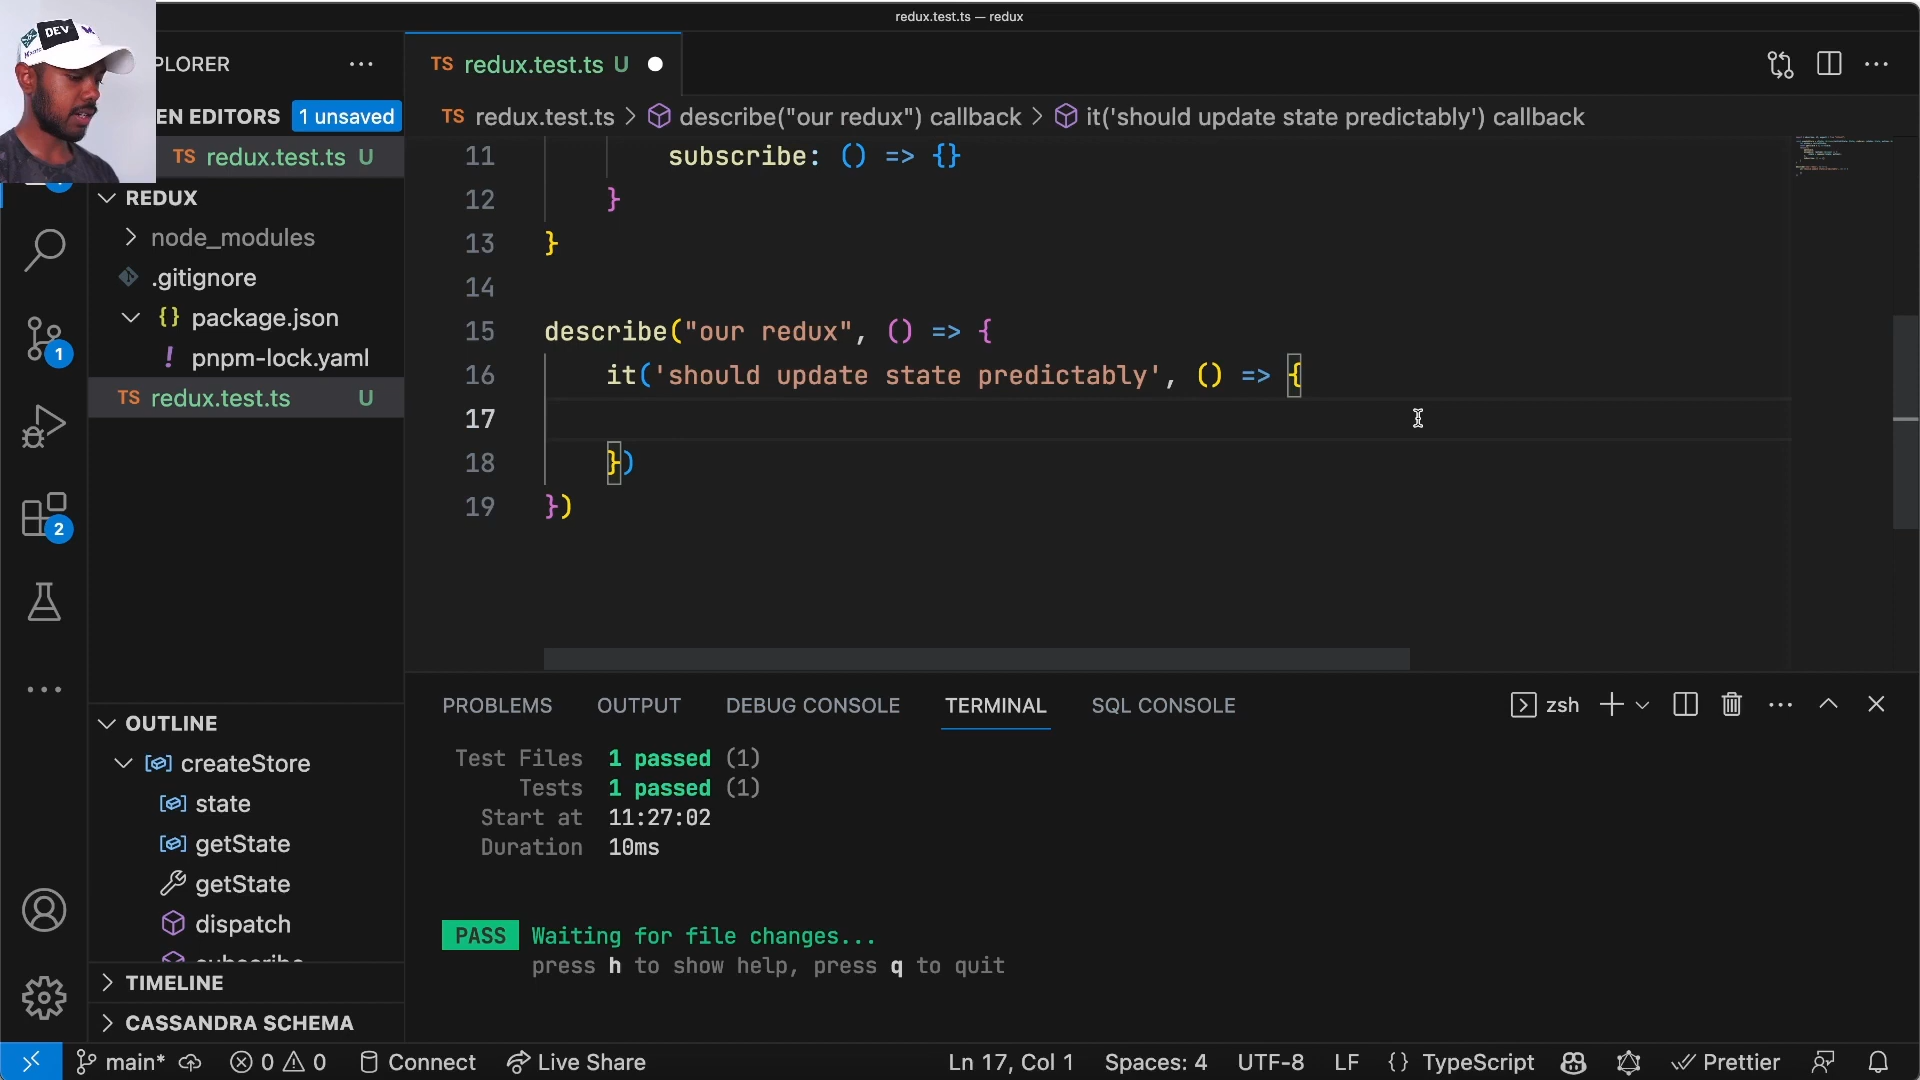 redux.test.ts — redux
DEV
PLORER
TS redux.test.ts U
EN EDITORS 1 unsaved
TS redux.test.ts U
REDUX
node_modules
.gitignore
{} package.json
! pnpm-lock.yaml
TS redux.test.ts U
1
2
OUTLINE
createStore
state
getState
getState
dispatch
subscribe
TIMELINE
CASSANDRA SCHEMA
TS redux.test.ts > describe("our redux") callback > it('should update state predictably') callback
11 subscribe: () => {}
12 }
13 }
14
15 describe("our redux", () => {
16 it('should update state predictably', () => {
17
18 })
19 })
PROBLEMS OUTPUT DEBUG CONSOLE TERMINAL SQL CONSOLE zsh
Test Files 1 passed (1)
Tests 1 passed (1)
Start at 11:27:02
Duration 10ms
PASS Waiting for file changes...
press h to show help, press q to quit
main* 0 0 Connect Live Share Ln 17, Col 1 Spaces: 4 UTF-8 LF {} TypeScript Prettier